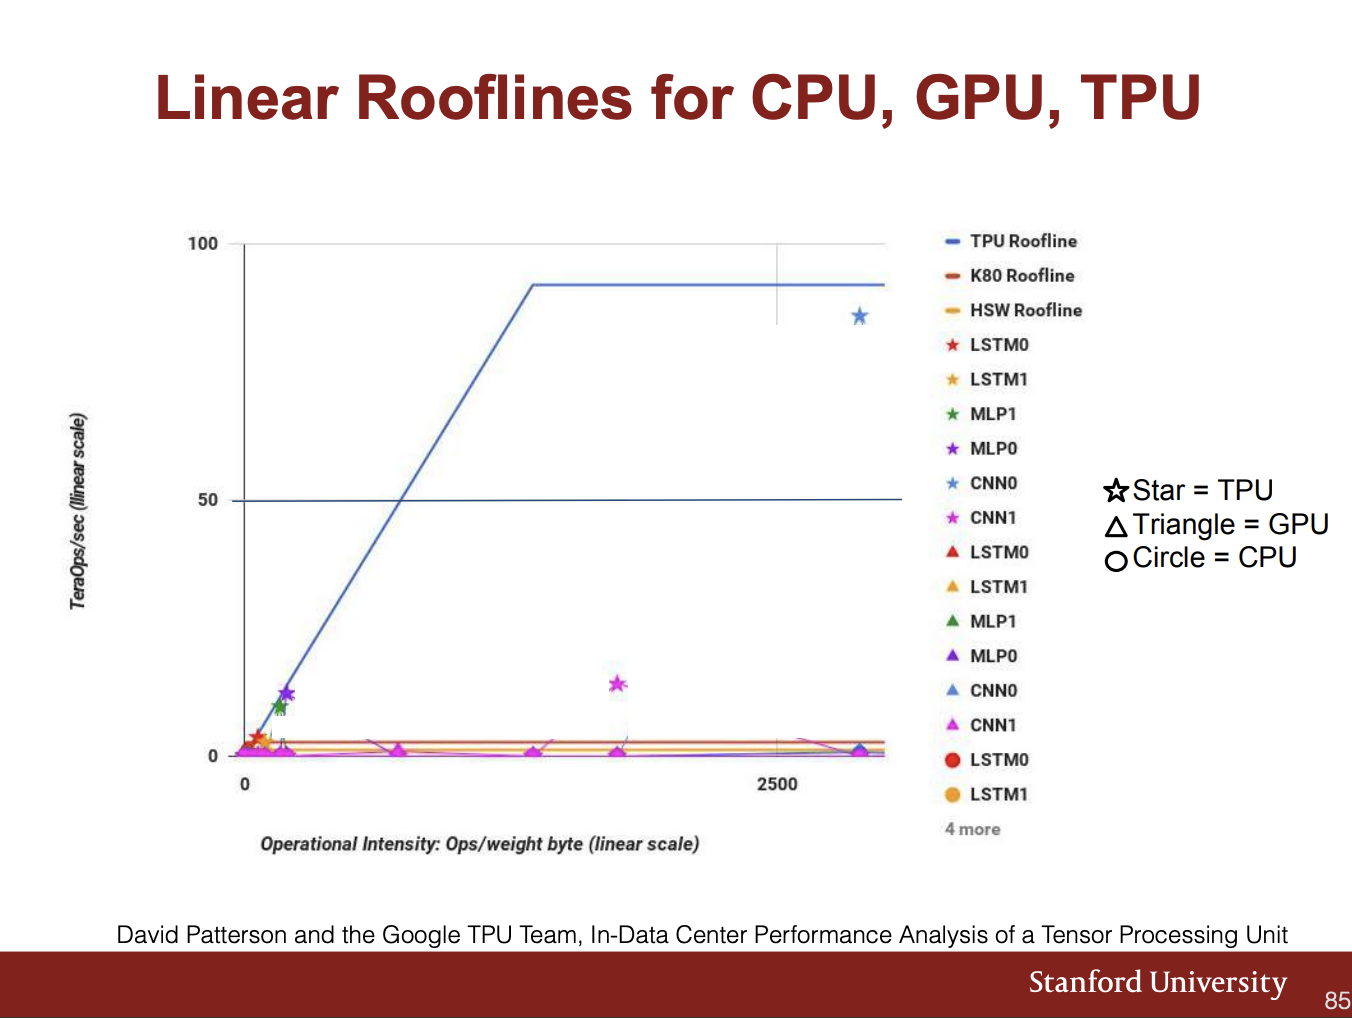 Linear Rooflines for CPU, GPU, TPU
100
50
0
0
2500
TeraOps/sec (llinear scale)
Operational Intensity: Ops/weight byte (linear scale)
TPU Roofline
K80 Roofline
HSW Roofline
LSTM0
LSTM1
MLP1
MLP0
CNN0
CNN1
LSTM0
LSTM1
MLP1
MLP0
CNN0
CNN1
LSTM0
LSTM1
4 more
Star = TPU
Triangle = GPU
Circle = CPU
David Patterson and the Google TPU Team, In-Data Center Performance Analysis of a Tensor Processing Unit
Stanford University
85